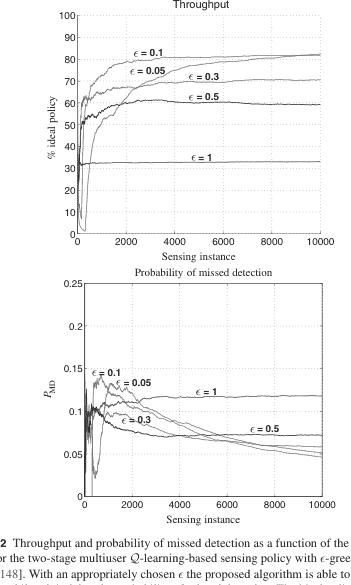 Throughput
100
90
80
70
60
50
40
30
20
10
0
% ideal policy
ϵ = 0.1
ϵ = 0.05
ϵ = 0.3
ϵ = 0.5
ϵ = 1
0 2000 4000 6000 8000 10000
Sensing instance
Probability of missed detection
0.25
0.2
0.15
0.1
0.05
0
P_MD
ϵ = 0.1
ϵ = 0.05
ϵ = 1
ϵ = 0.3
ϵ = 0.5
0 2000 4000 6000 8000 10000
Sensing instance
2 Throughput and probability of missed detection as a function of the
or the two-stage multiuser Q-learning-based sensing policy with ϵ-gree
148]. With an appropriately chosen ϵ the proposed algorithm is able to